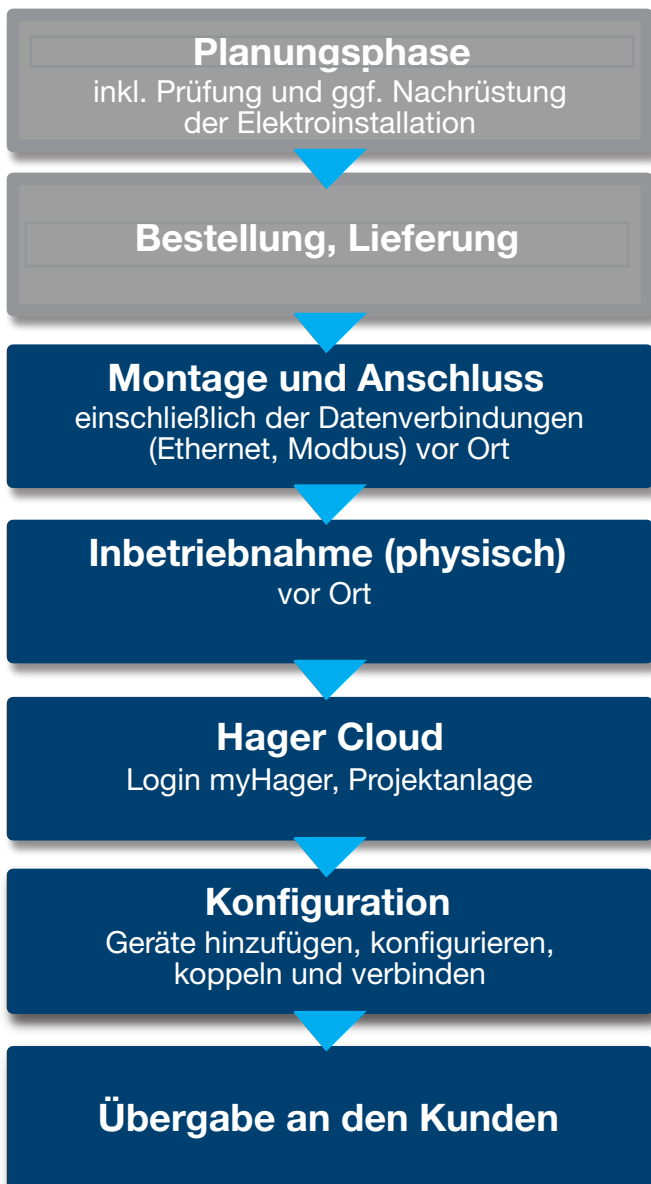 Planungsphase
inkl. Prüfung und ggf. Nachrüstung
der Elektroinstallation
Bestellung, Lieferung
Montage und Anschluss
einschließlich der Datenverbindungen
(Ethernet, Modbus) vor Ort
Inbetriebnahme (physisch)
vor Ort
Hager Cloud
Login myHager, Projektanlage
Konfiguration
Geräte hinzufügen, konfigurieren,
koppeln und verbinden
Übergabe an den Kunden